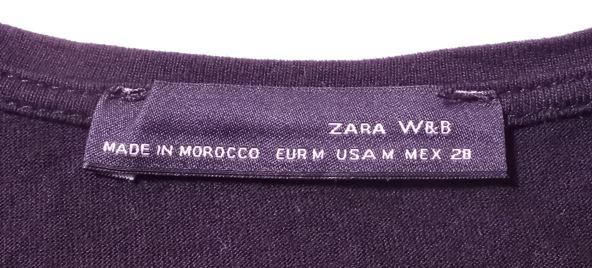 ZARA W&B
MADE IN MOROCCO EUR M USA M MEX 28